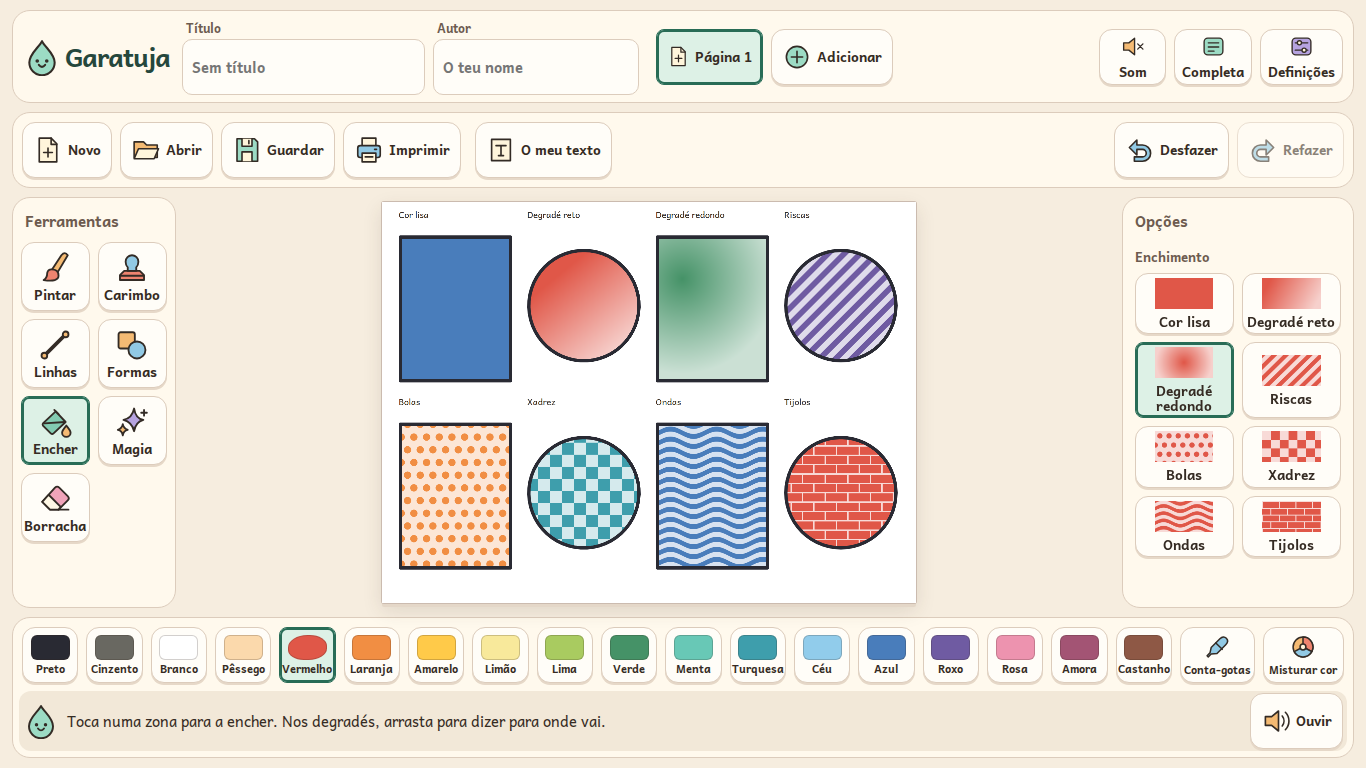 Garatuja
Título
Sem título
Autor
O teu nome
Página 1
Adicionar
Som
Completa
Definições
Novo
Abrir
Guardar
Imprimir
O meu texto
Desfazer
Refazer
Ferramentas
Pintar
Carimbo
Linhas
Formas
Encher
Magia
Borracha
Cor lisa
Degradé reto
Degradé redondo
Riscas
Bolas
Xadrez
Ondas
Tijolos
Opções
Enchimento
Cor lisa
Degradé reto
Degradé
redondo
Riscas
Bolas
Xadrez
Ondas
Tijolos
Preto
Cinzento
Branco
Pêssego
Vermelho
Laranja
Amarelo
Limão
Lima
Verde
Menta
Turquesa
Céu
Azul
Roxo
Rosa
Amora
Castanho
Conta-gotas
Misturar cor
Toca numa zona para a encher. Nos degradés, arrasta para dizer para onde vai.
Ouvir